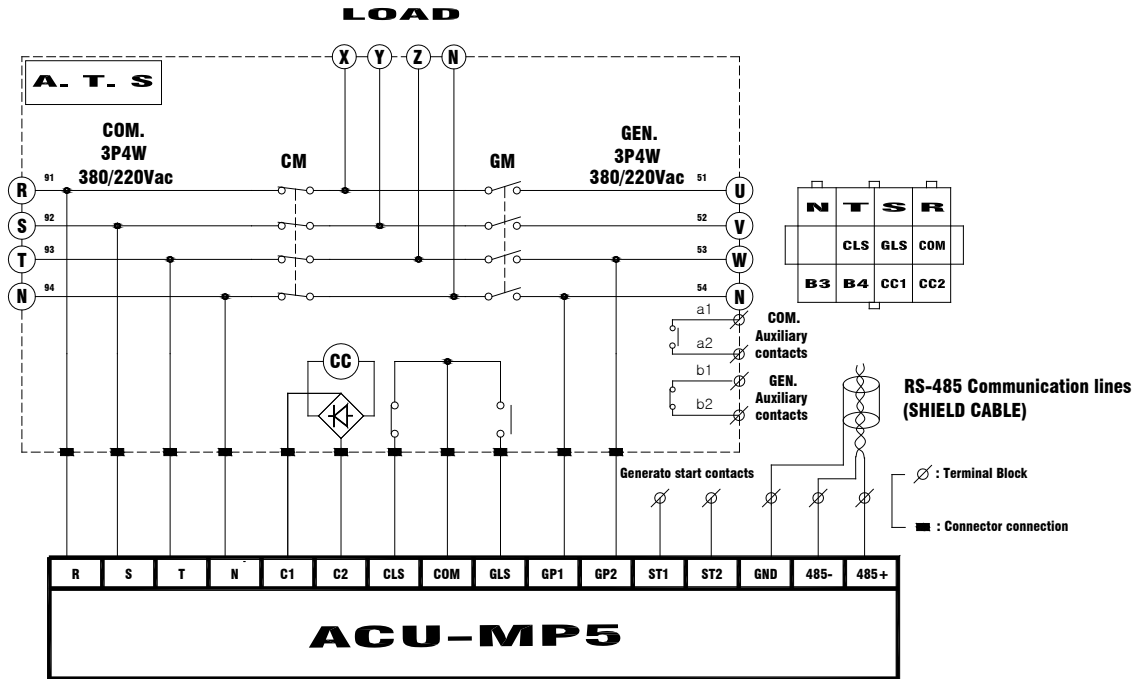 LOAD
X Y Z N
A. T. S
COM.
3P4W
380/220Vac
CM
GM
GEN.
3P4W
380/220Vac
R 91
51 U
S 92
52 V
T 93
53 W
N 94
54 N
N T S R
CLS GLS COM
B3 B4 CC1 CC2
a1
a2
COM.
Auxiliary
contacts
b1
b2
GEN.
Auxiliary
contacts
CC
RS-485 Communication lines
(SHIELD CABLE)
Generato start contacts
: Terminal Block
: Connector connection
R S T N C1 C2 CLS COM GLS GP1 GP2 ST1 ST2 GND 485- 485+
ACU-MP5